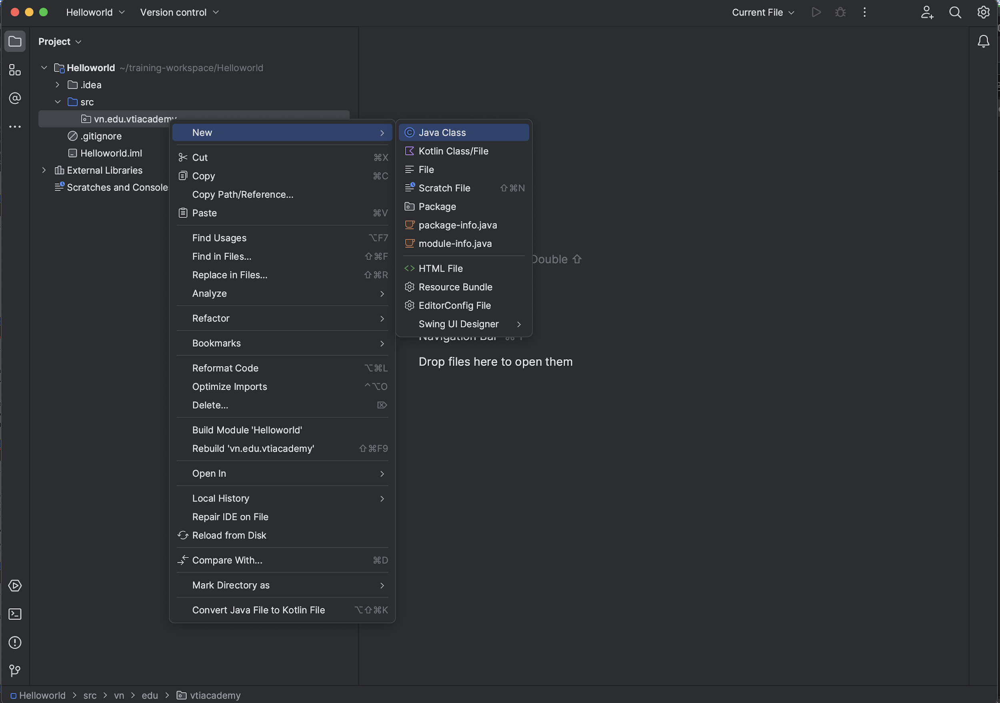 Helloworld Version control Current File
Project
Helloworld ~/training-workspace/Helloworld
.idea
src
vn.edu.vtiacademy
.gitignore
Helloworld.iml
External Libraries
Scratches and Console
New
Cut ⌘X
Copy ⌘C
Copy Path/Reference...
Paste ⌘V
Find Usages ⌥F7
Find in Files... ⇧⌘F
Replace in Files... ⇧⌘R
Analyze
Refactor
Bookmarks
Reformat Code ⌥⌘L
Optimize Imports ^⌥O
Delete... ⌦
Build Module 'Helloworld'
Rebuild 'vn.edu.vtiacademy' ⇧⌘F9
Open In
Local History
Repair IDE on File
Reload from Disk
Compare With... ⌘D
Mark Directory as
Convert Java File to Kotlin File ⌥⇧⌘K
Java Class
Kotlin Class/File
File
Scratch File ⇧⌘N
Package
package-info.java
module-info.java
HTML File
Resource Bundle
EditorConfig File
Swing UI Designer
Double ⇧
Navigation Bar
Drop files here to open them
Helloworld > src > vn > edu > vtiacademy